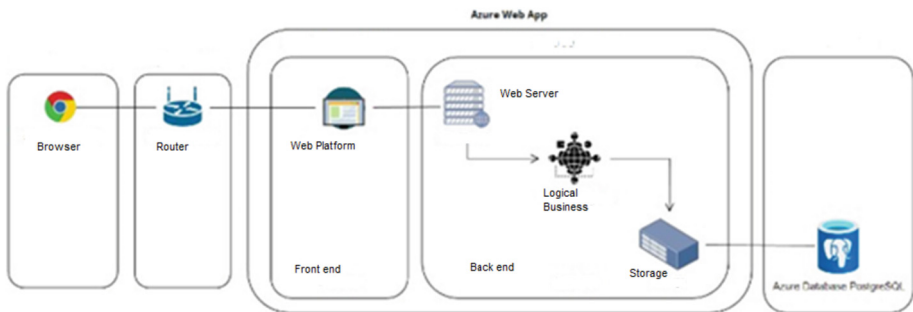 Azure Web App
Browser
Router
Web Platform
Web Server
Logical
Business
Front end
Back end
Storage
Azure Database PostgreSQL